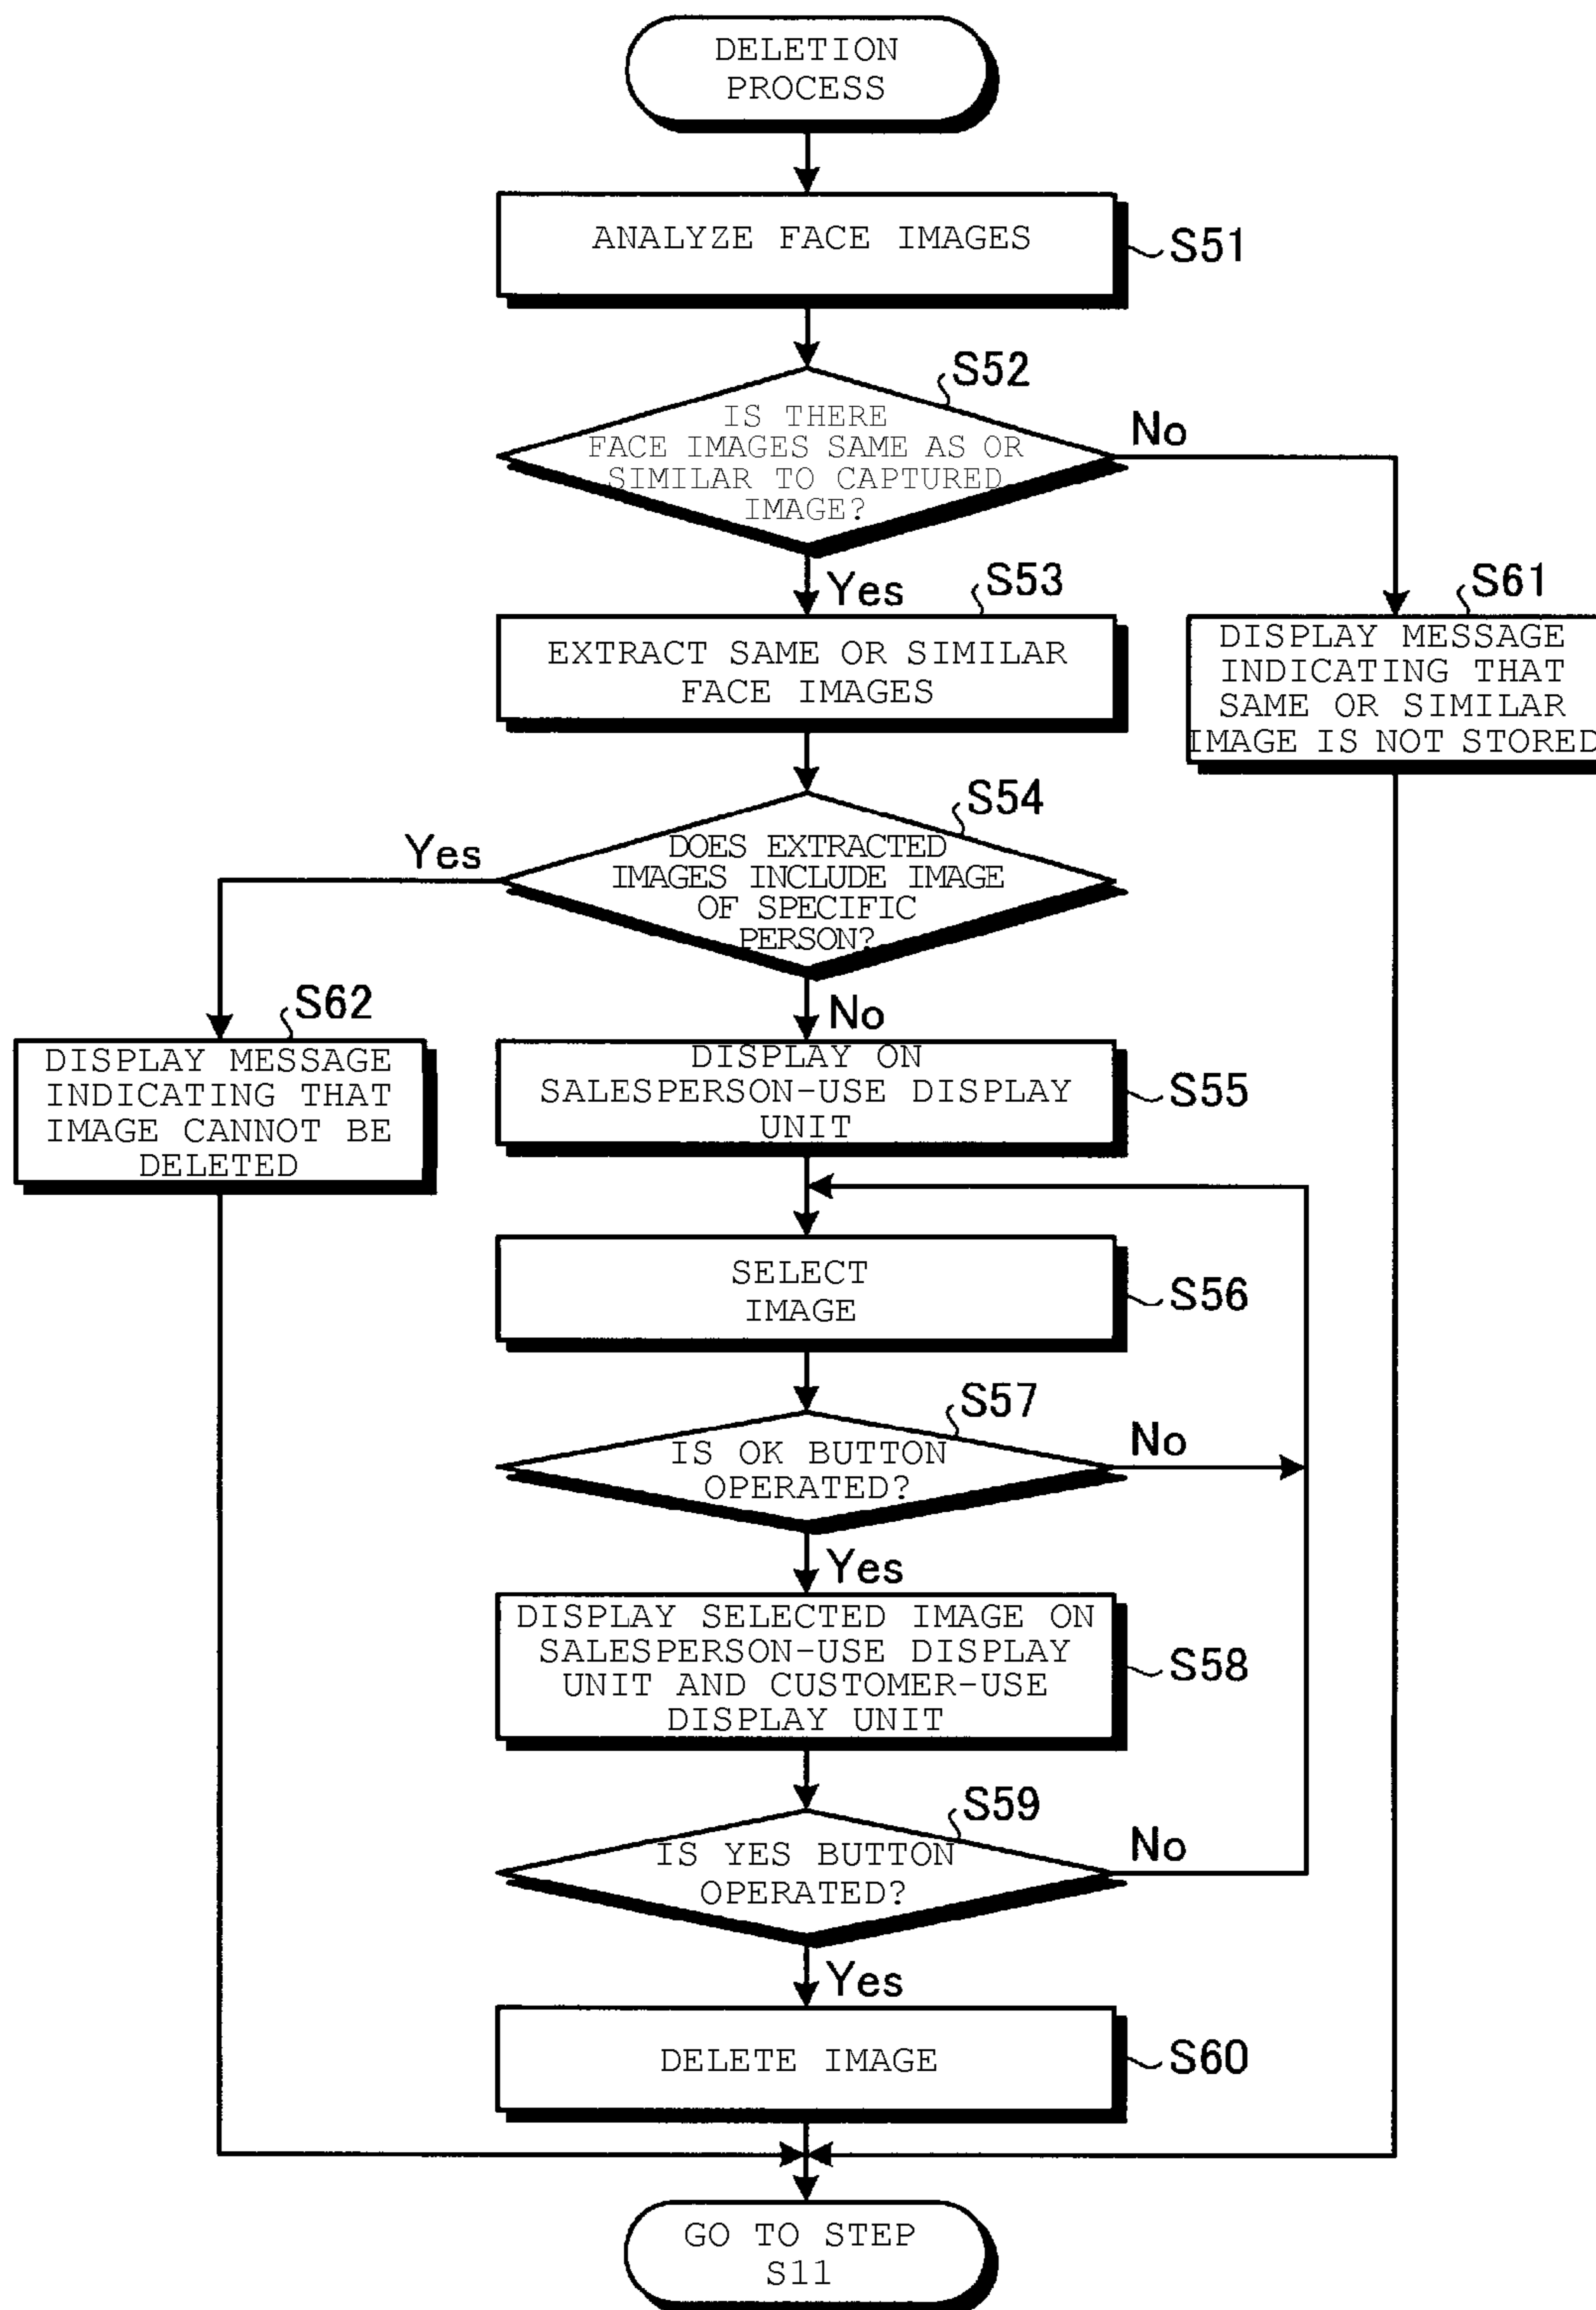 DELETION
PROCESS
ANALYZE FACE IMAGES
S51
S52
IS THERE
FACE IMAGES SAME AS OR
SIMILAR TO CAPTURED
IMAGE?
No
Yes
S53
EXTRACT SAME OR SIMILAR
FACE IMAGES
S61
DISPLAY MESSAGE
INDICATING THAT
SAME OR SIMILAR
IMAGE IS NOT STORED
S54
DOES EXTRACTED
IMAGES INCLUDE IMAGE
OF SPECIFIC
PERSON?
Yes
No
S62
DISPLAY MESSAGE
INDICATING THAT
IMAGE CANNOT BE
DELETED
DISPLAY ON
SALESPERSON-USE DISPLAY
UNIT
S55
SELECT
IMAGE
S56
S57
IS OK BUTTON
OPERATED?
No
Yes
DISPLAY SELECTED IMAGE ON
SALESPERSON-USE DISPLAY
UNIT AND CUSTOMER-USE
DISPLAY UNIT
S58
S59
IS YES BUTTON
OPERATED?
No
Yes
DELETE IMAGE
S60
GO TO STEP
S11